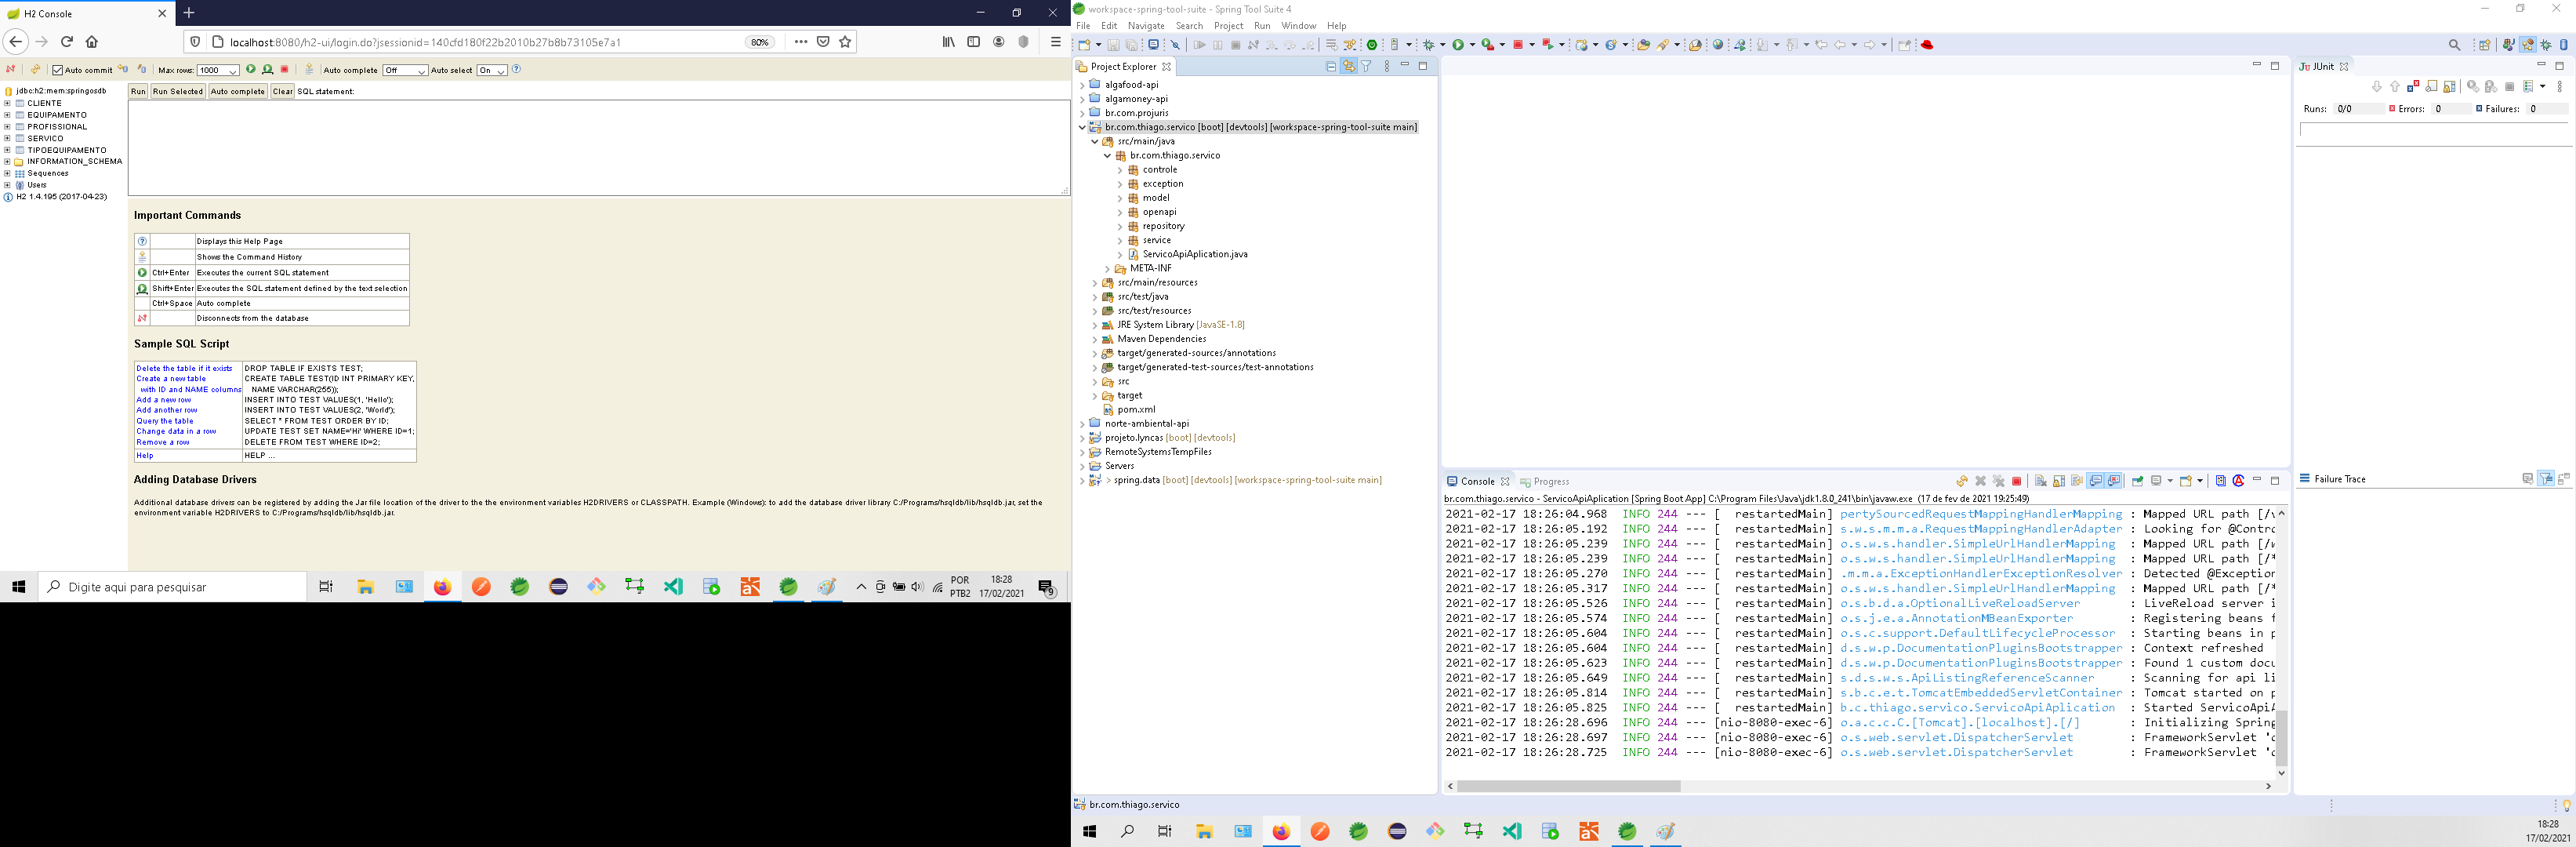 H2 Console
localhost:8080/h2-ui/login.do?jsessionid=140cfd180f22b2010b27b8b73105e7a1
80%
Auto commit
Max rows: 1000
Auto complete Off
Auto select On
jdbc:h2:mem:springosdb
CLIENTE
EQUIPAMENTO
PROFISSIONAL
SERVICO
TIPOEQUIPAMENTO
INFORMATION_SCHEMA
Sequences
Users
H2 1.4.195 (2017-04-23)
Run Run Selected Auto complete Clear SQL statement:
Important Commands
Displays this Help Page
Shows the Command History
Ctrl+Enter Executes the current SQL statement
Shift+Enter Executes the SQL statement defined by the text selection
Ctrl+Space Auto complete
Disconnects from the database
Sample SQL Script
Delete the table if it exists DROP TABLE IF EXISTS TEST;
Create a new table CREATE TABLE TEST(ID INT PRIMARY KEY,
with ID and NAME columns NAME VARCHAR(255));
Add a new row INSERT INTO TEST VALUES(1, 'Hello');
Add another row INSERT INTO TEST VALUES(2, 'World');
Query the table SELECT * FROM TEST ORDER BY ID;
Change data in a row UPDATE TEST SET NAME='Hi' WHERE ID=1;
Remove a row DELETE FROM TEST WHERE ID=2;
Help HELP ...
Adding Database Drivers
Additional database drivers can be registered by adding the Jar file location of the driver to the the environment variables H2DRIVERS or CLASSPATH. Example (Windows): to add the database driver library C:/Programs/hsqldb/lib/hsqldb.jar, set the
environment variable H2DRIVERS to C:/Programs/hsqldb/lib/hsqldb.jar.
Digite aqui para pesquisar
POR
PTB2
18:28
17/02/2021
9
workspace-spring-tool-suite - Spring Tool Suite 4
File Edit Navigate Search Project Run Window Help
Project Explorer
algafood-api
algamoney-api
br.com.projuris
br.com.thiago.servico [boot] [devtools] [workspace-spring-tool-suite main]
src/main/java
br.com.thiago.servico
controle
exception
model
openapi
repository
service
ServicoApiAplication.java
META-INF
src/main/resources
src/test/java
src/test/resources
JRE System Library [JavaSE-1.8]
Maven Dependencies
target/generated-sources/annotations
target/generated-test-sources/test-annotations
src
target
pom.xml
norte-ambiental-api
projeto.lyncas [boot] [devtools]
RemoteSystemsTempFiles
Servers
> spring.data [boot] [devtools] [workspace-spring-tool-suite main]
JUnit
Runs: 0/0 Errors: 0 Failures: 0
Failure Trace
Console Progress
br.com.thiago.servico - ServicoApiAplication [Spring Boot App] C:\Program Files\Java\jdk1.8.0_241\bin\javaw.exe (17 de fev de 2021 19:25:49)
2021-02-17 18:26:04.968 INFO 244 --- [ restartedMain] pertySourcedRequestMappingHandlerMapping : Mapped URL path [/v
2021-02-17 18:26:05.192 INFO 244 --- [ restartedMain] s.w.s.m.m.a.RequestMappingHandlerAdapter : Looking for @Contro
2021-02-17 18:26:05.239 INFO 244 --- [ restartedMain] o.s.w.s.handler.SimpleUrlHandlerMapping : Mapped URL path [/w
2021-02-17 18:26:05.239 INFO 244 --- [ restartedMain] o.s.w.s.handler.SimpleUrlHandlerMapping : Mapped URL path [/*
2021-02-17 18:26:05.270 INFO 244 --- [ restartedMain] .m.m.a.ExceptionHandlerExceptionResolver : Detected @Exception
2021-02-17 18:26:05.317 INFO 244 --- [ restartedMain] o.s.w.s.handler.SimpleUrlHandlerMapping : Mapped URL path [/*
2021-02-17 18:26:05.526 INFO 244 --- [ restartedMain] o.s.b.d.a.OptionalLiveReloadServer : LiveReload server i
2021-02-17 18:26:05.574 INFO 244 --- [ restartedMain] o.s.j.e.a.AnnotationMBeanExporter : Registering beans f
2021-02-17 18:26:05.604 INFO 244 --- [ restartedMain] o.s.c.support.DefaultLifecycleProcessor : Starting beans in p
2021-02-17 18:26:05.604 INFO 244 --- [ restartedMain] d.s.w.p.DocumentationPluginsBootstrapper : Context refreshed
2021-02-17 18:26:05.623 INFO 244 --- [ restartedMain] d.s.w.p.DocumentationPluginsBootstrapper : Found 1 custom docu
2021-02-17 18:26:05.649 INFO 244 --- [ restartedMain] s.d.s.w.s.ApiListingReferenceScanner : Scanning for api li
2021-02-17 18:26:05.814 INFO 244 --- [ restartedMain] s.b.c.e.t.TomcatEmbeddedServletContainer : Tomcat started on p
2021-02-17 18:26:05.825 INFO 244 --- [ restartedMain] b.c.thiago.servico.ServicoApiAplication : Started ServicoApiA
2021-02-17 18:26:28.696 INFO 244 --- [nio-8080-exec-6] o.a.c.c.C.[Tomcat].[localhost].[/] : Initializing Spring
2021-02-17 18:26:28.697 INFO 244 --- [nio-8080-exec-6] o.s.web.servlet.DispatcherServlet : FrameworkServlet 'd
2021-02-17 18:26:28.725 INFO 244 --- [nio-8080-exec-6] o.s.web.servlet.DispatcherServlet : FrameworkServlet 'd
br.com.thiago.servico
18:28
17/02/2021